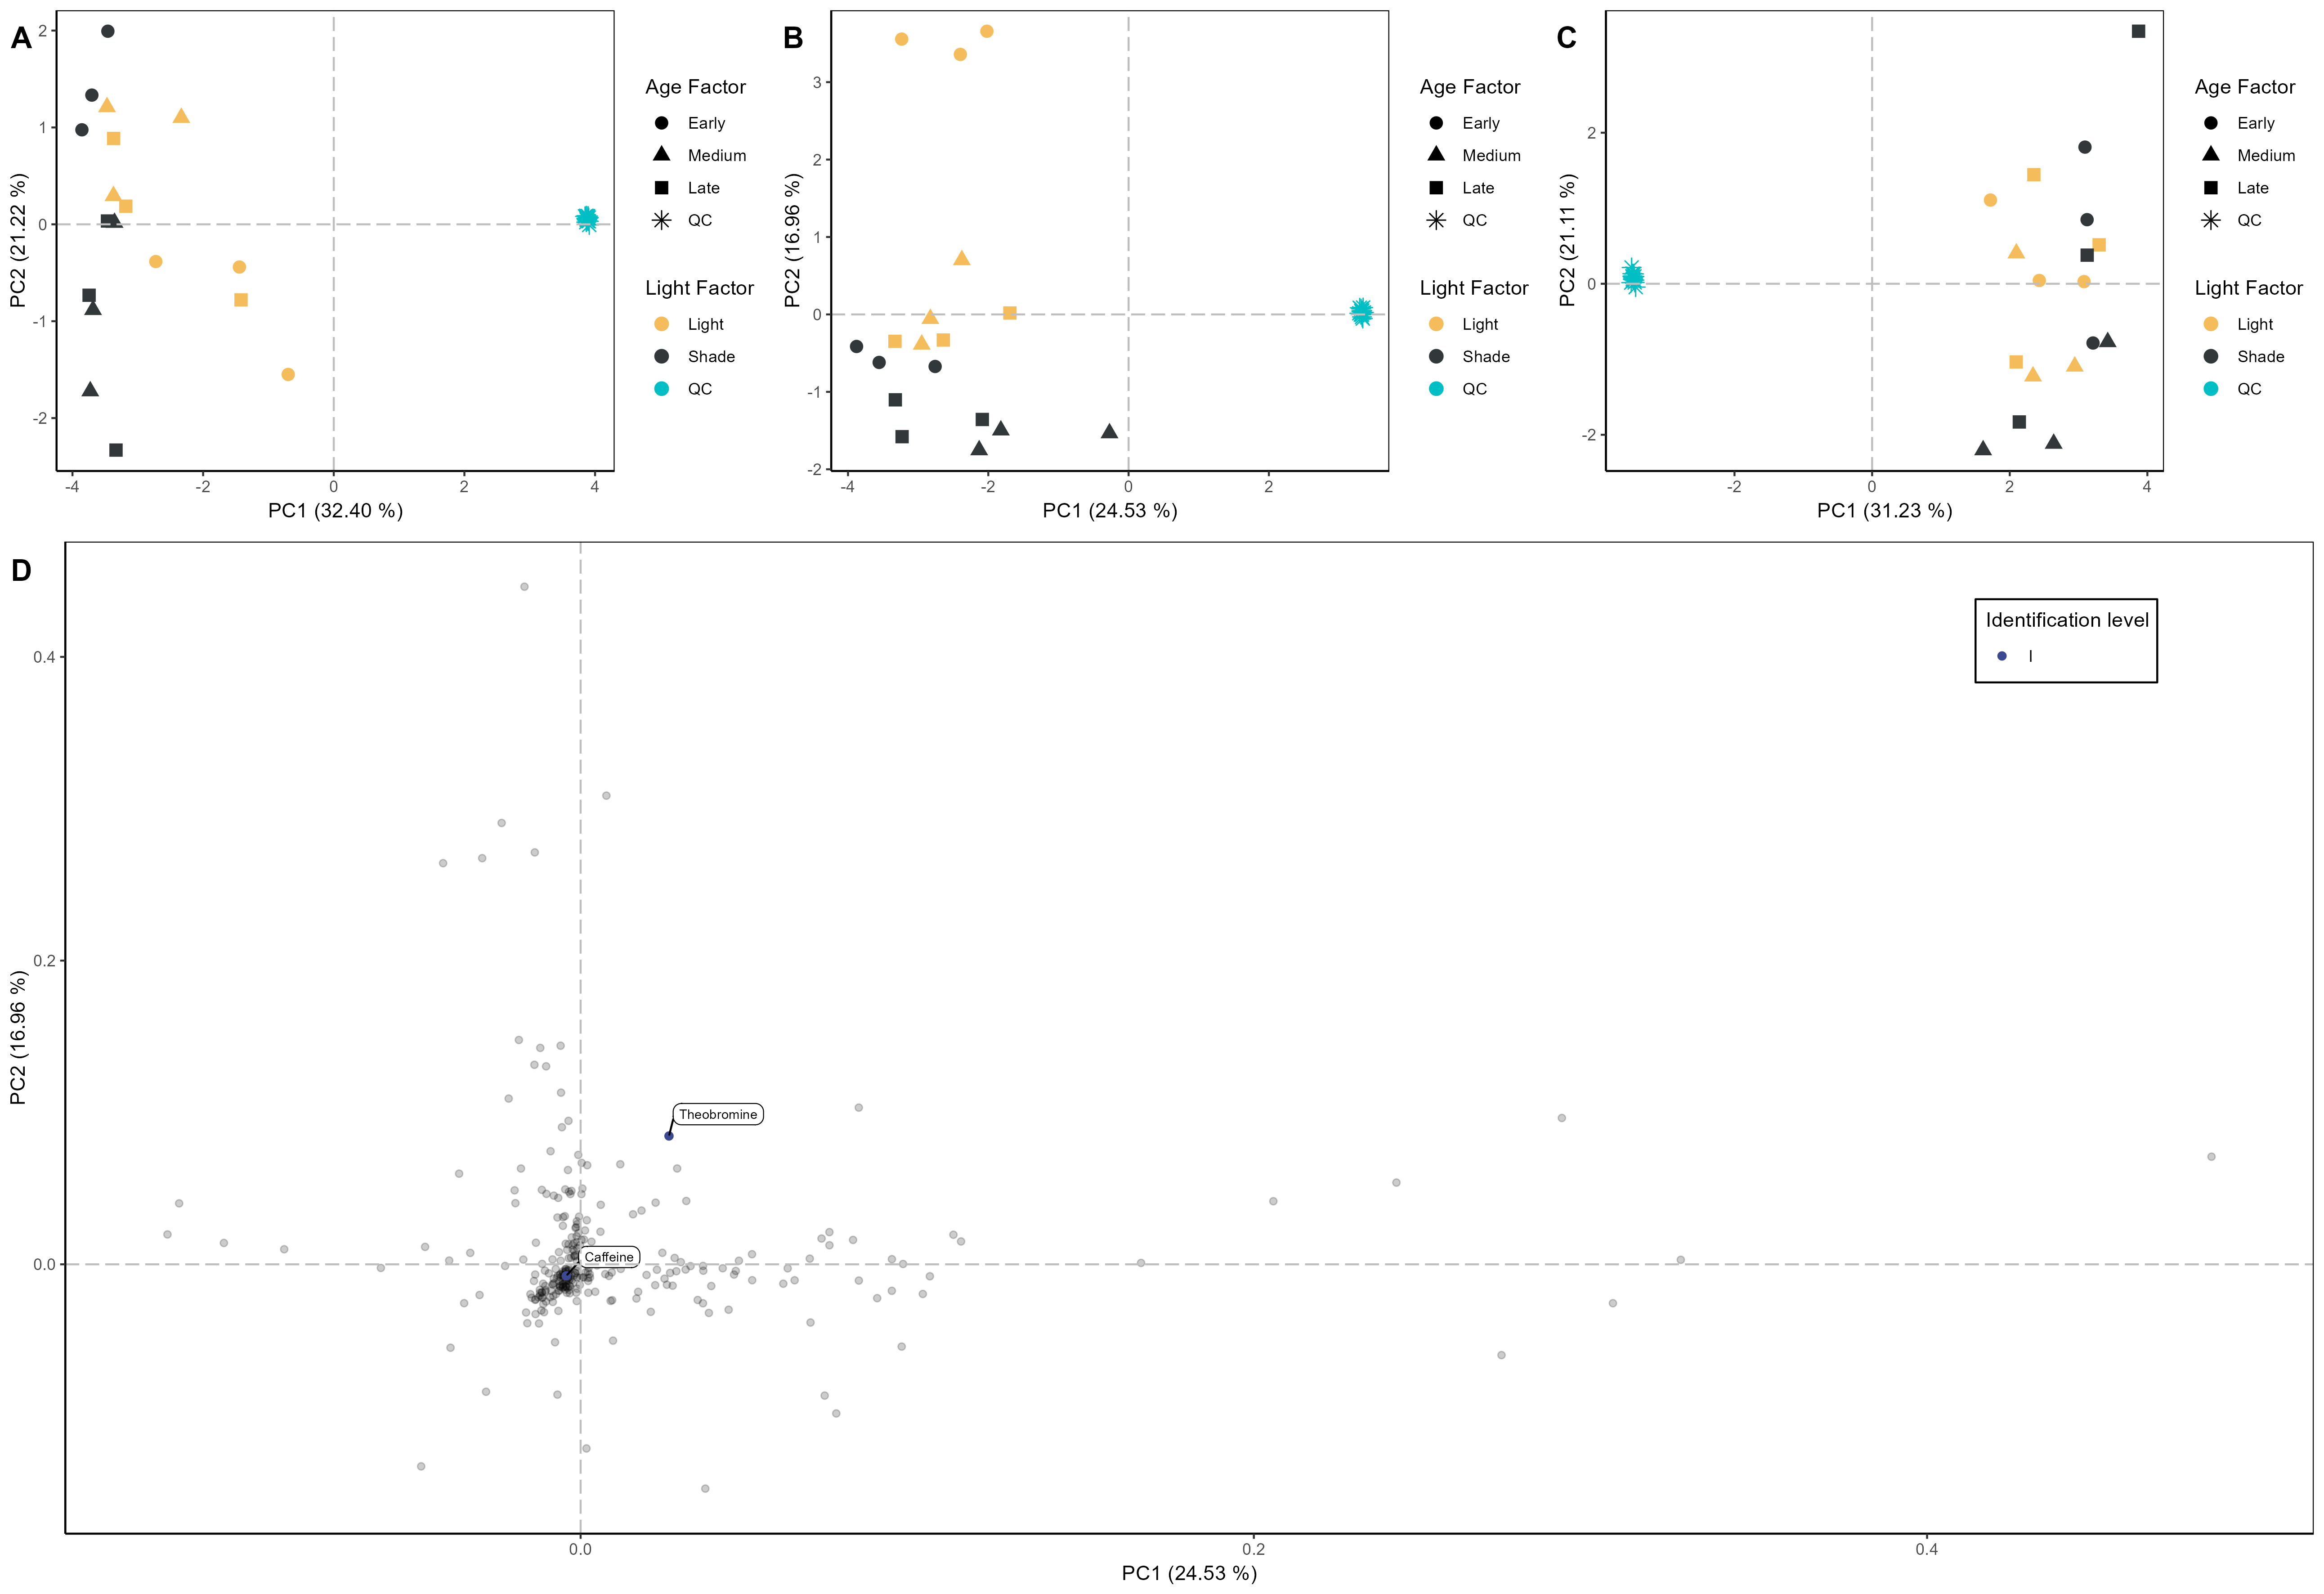 A
2
1
0
-1
-2
PC2 (21.22 %)
-4
-2
0
2
4
PC1 (32.40 %)
Age Factor
Early
Medium
Late
QC
Light Factor
Light
Shade
QC
B
3
2
1
0
-1
-2
PC2 (16.96 %)
-4
-2
0
2
PC1 (24.53 %)
Age Factor
Early
Medium
Late
QC
Light Factor
Light
Shade
QC
C
2
0
-2
PC2 (21.11 %)
-2
0
2
4
PC1 (31.23 %)
Age Factor
Early
Medium
Late
QC
Light Factor
Light
Shade
QC
D
0.4
0.2
0.0
PC2 (16.96 %)
Identification level
I
Theobromine
Caffeine
0.0
0.2
0.4
PC1 (24.53 %)